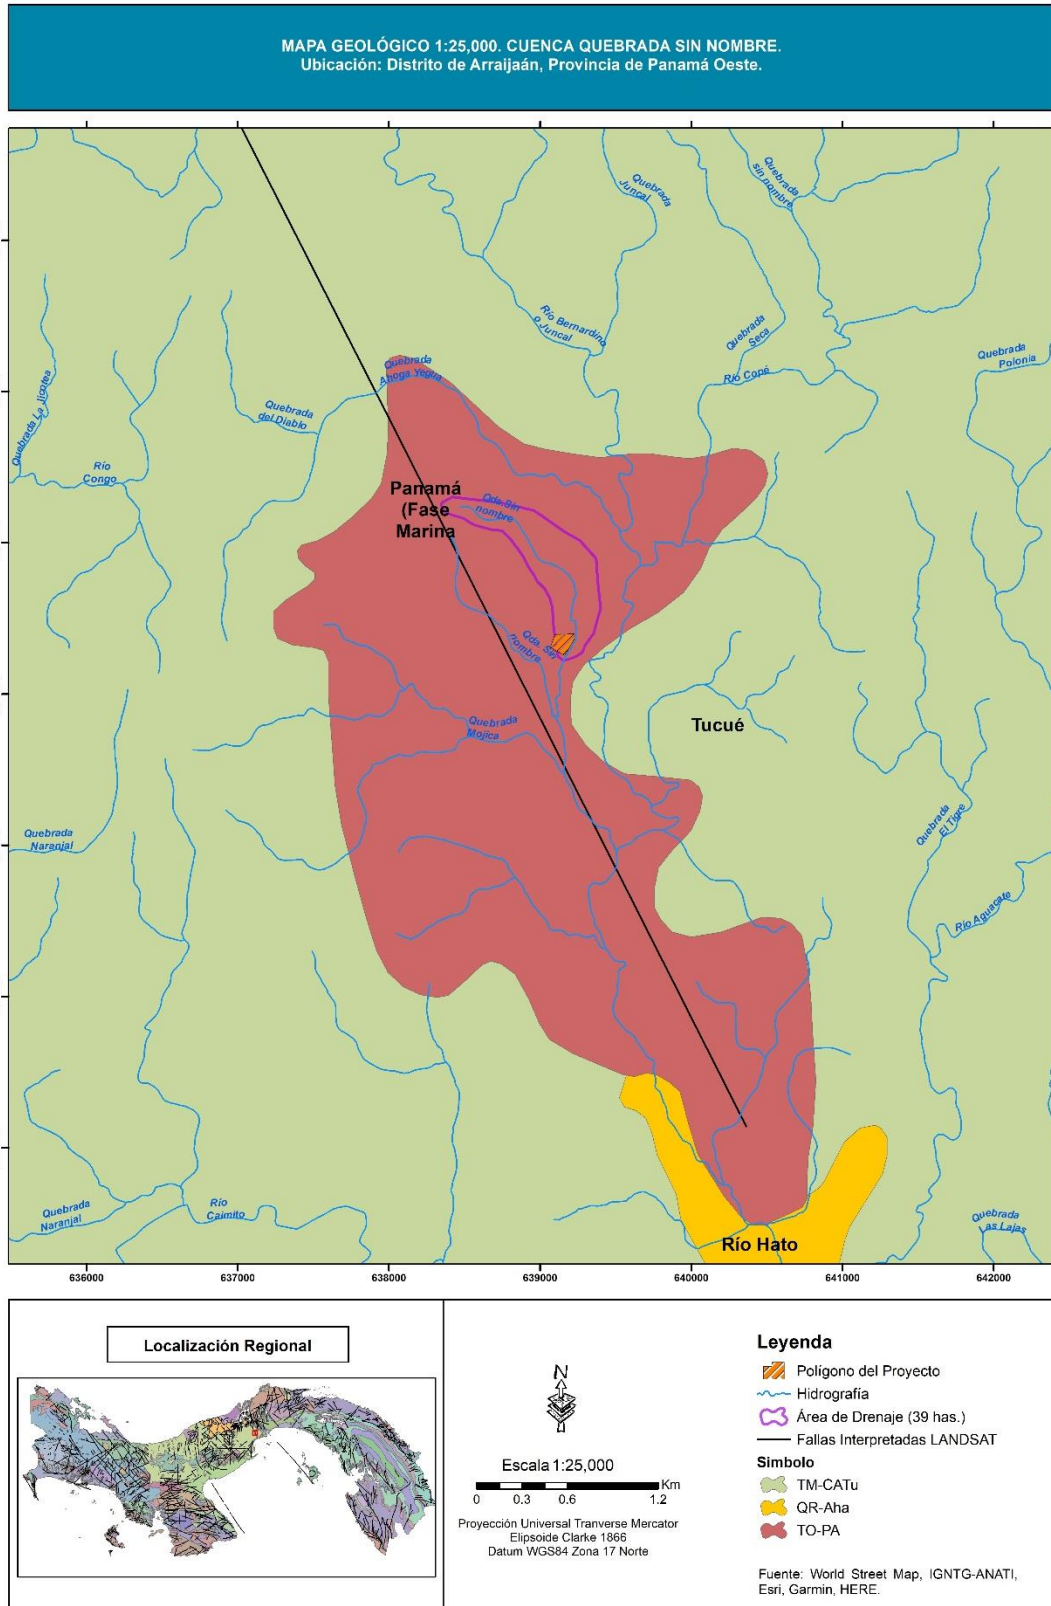 MAPA GEOLÓGICO 1:25,000. CUENCA QUEBRADA SIN NOMBRE.
Ubicación: Distrito de Arraijaán, Provincia de Panamá Oeste.
Quebrada
Juncal
Quebrada
sin nombre
Río Bernardino
o Juncal
Quebrada
Seca
Río Copé
Quebrada
Polonia
Quebrada
Ahoga Yegua
Quebrada La Jicotea
Quebrada
del Diablo
Río
Congo
Panamá
(Fase
Marina
Qda. Sin
nombre
Qda. Sin
nombre
Quebrada
Mojica
Tucué
Quebrada
Naranjal
Quebrada
El Tigre
Río Aguacate
Quebrada
Naranjal
Río
Caimito
Río Hato
Quebrada
Las Lajas
636000
637000
638000
639000
640000
641000
642000
Localización Regional
N
Escala 1:25,000
Km
0
0.3
0.6
1.2
Proyección Universal Tranverse Mercator
Elipsoide Clarke 1866
Datum WGS84 Zona 17 Norte
Leyenda
Polígono del Proyecto
Hidrografía
Área de Drenaje (39 has.)
Fallas Interpretadas LANDSAT
Simbolo
TM-CATu
QR-Aha
TO-PA
Fuente: World Street Map, IGNTG-ANATI,
Esri, Garmin, HERE.